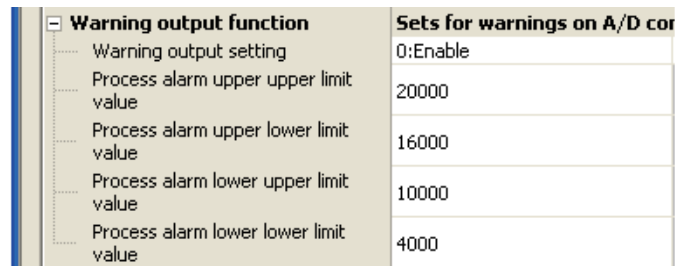 Warning output function Sets for warnings on A/D con
Warning output setting 0:Enable
Process alarm upper upper limit
value 20000
Process alarm upper lower limit
value 16000
Process alarm lower upper limit
value 10000
Process alarm lower lower limit
value 4000